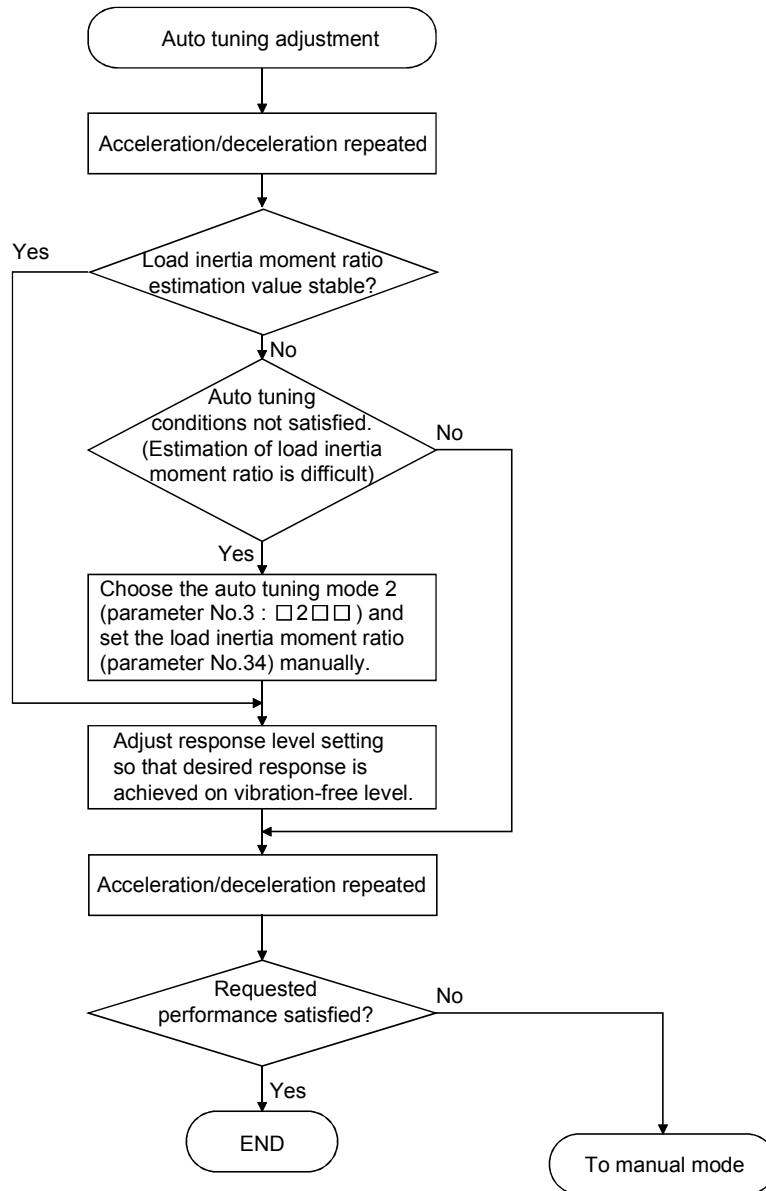 Auto tuning adjustment
Acceleration/deceleration repeated
Yes
Load inertia moment ratio
estimation value stable?
No
Auto tuning
conditions not satisfied.
(Estimation of load inertia
moment ratio is difficult)
No
Yes
Choose the auto tuning mode 2
(parameter No.3 : □2□□ ) and
set the load inertia moment ratio
(parameter No.34) manually.
Adjust response level setting
so that desired response is
achieved on vibration-free level.
Acceleration/deceleration repeated
Requested
performance satisfied?
No
Yes
END
To manual mode